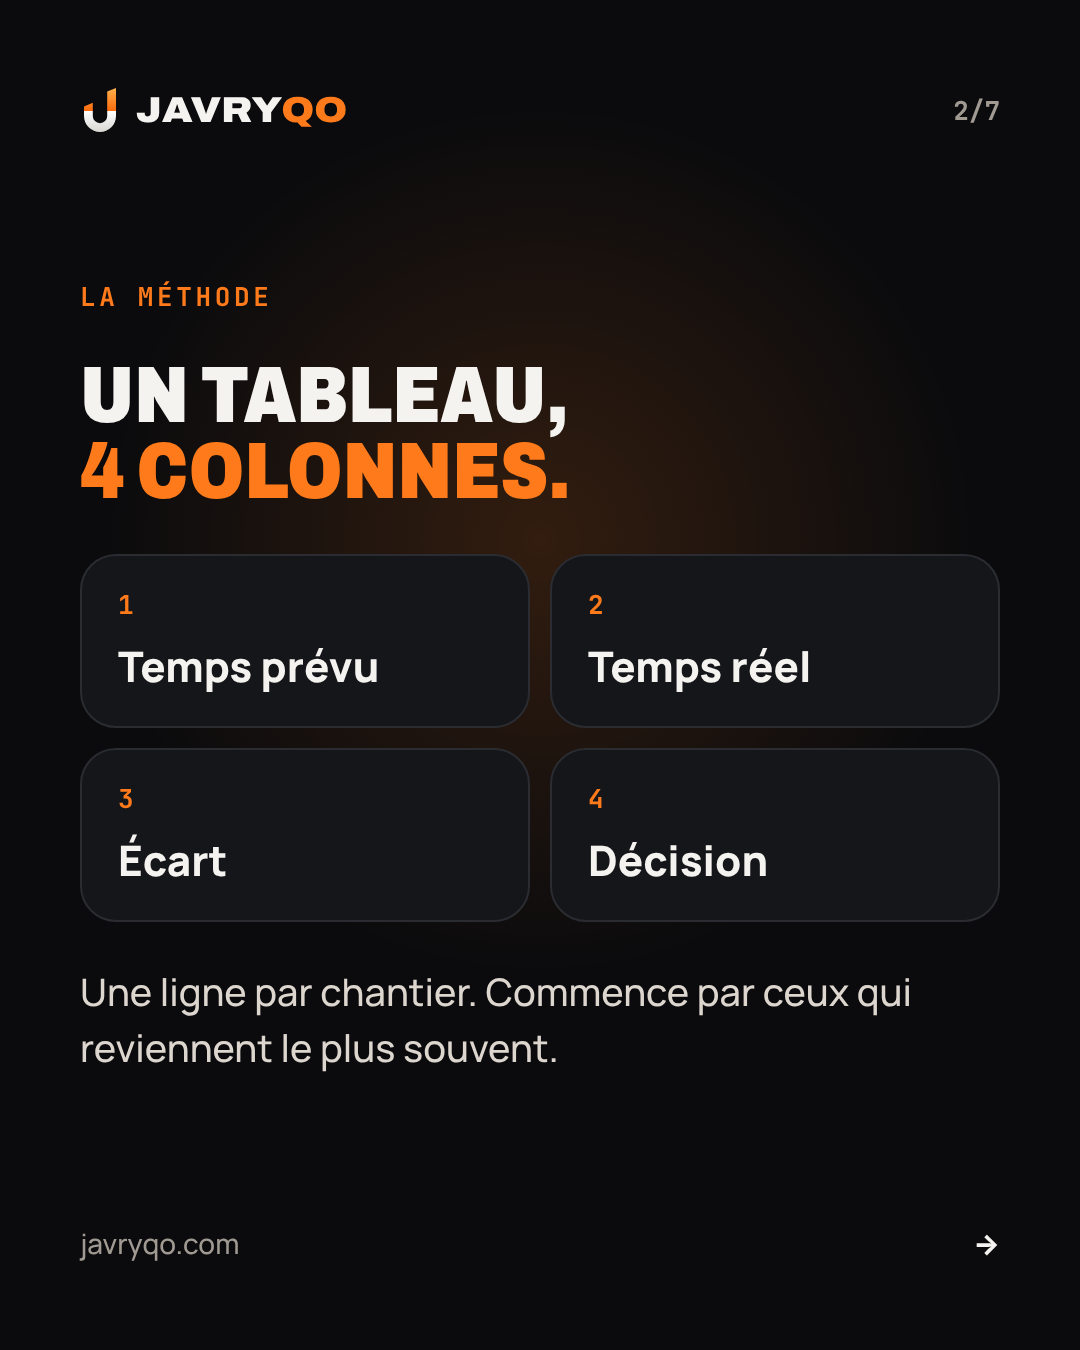 JAVRYQO
2/7
LA MÉTHODE
UN TABLEAU,
4 COLONNES.
1
Temps prévu
2
Temps réel
3
Écart
4
Décision
Une ligne par chantier. Commence par ceux qui
reviennent le plus souvent.
javryqo.com
→